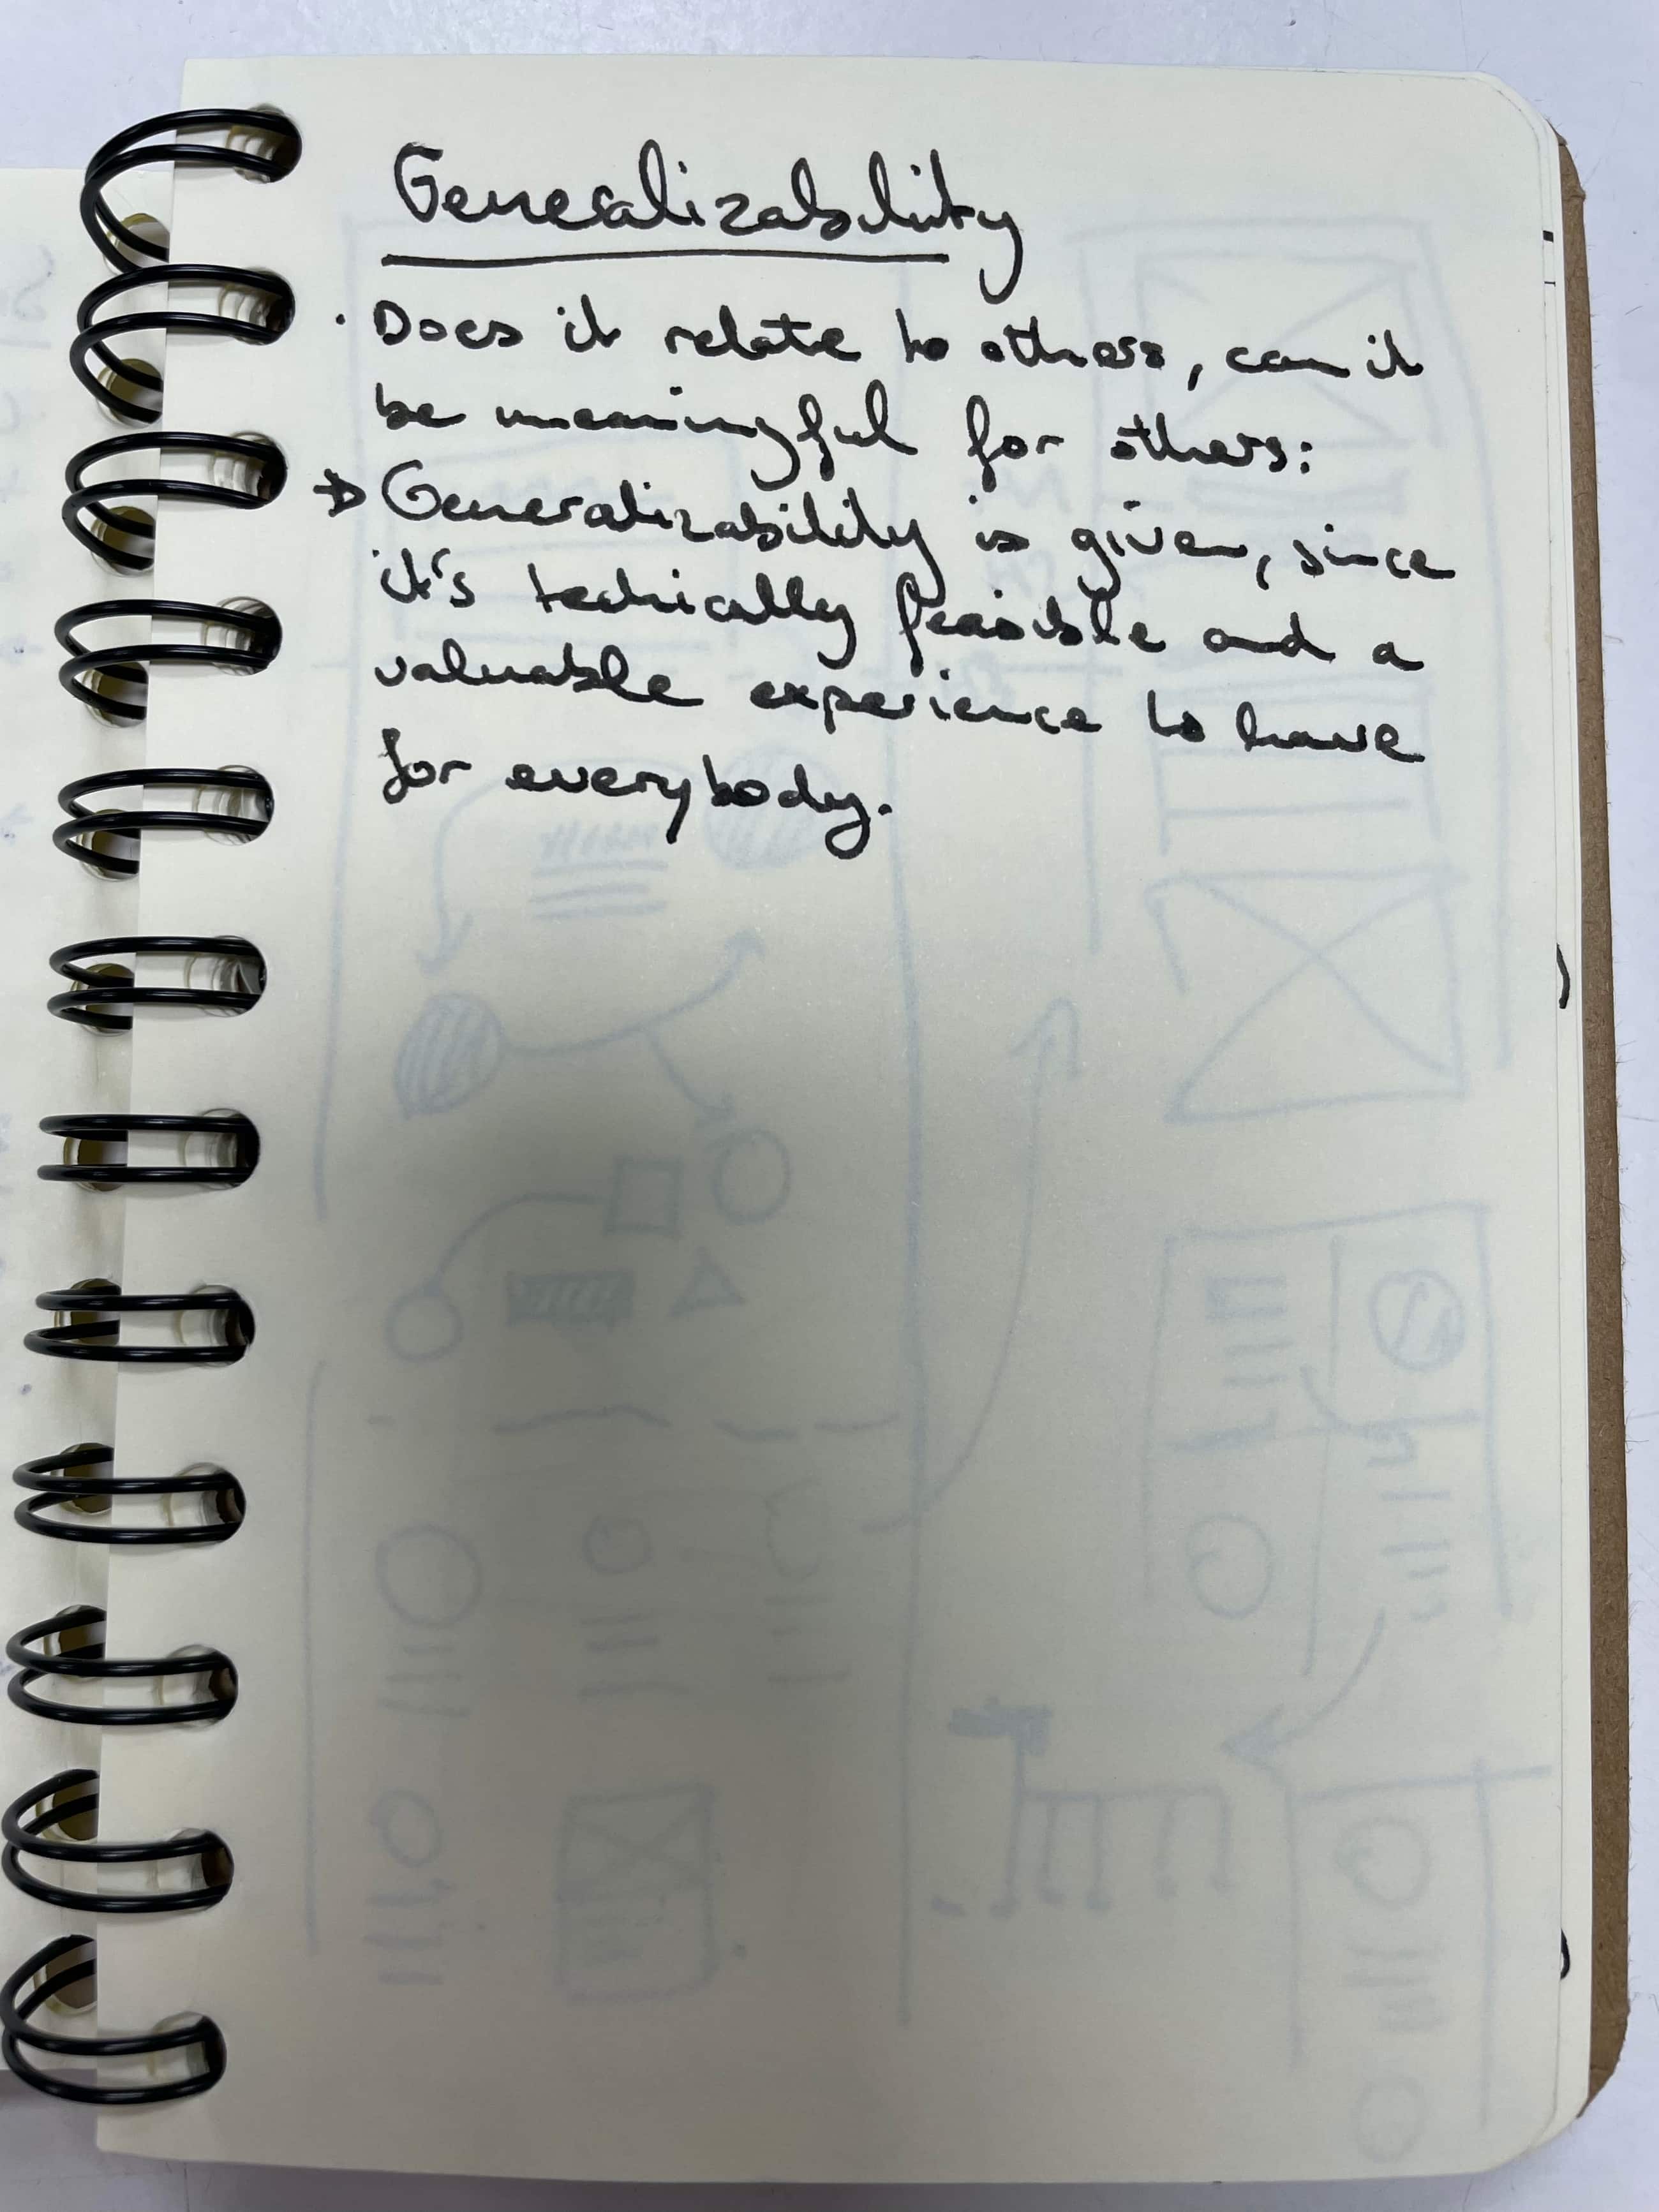 Generalizability
· Does it relate to others, can it
be meaningful for others:
→ Generalizability is given, since
it's techically feasible and a
valuable experience to have
for everybody.